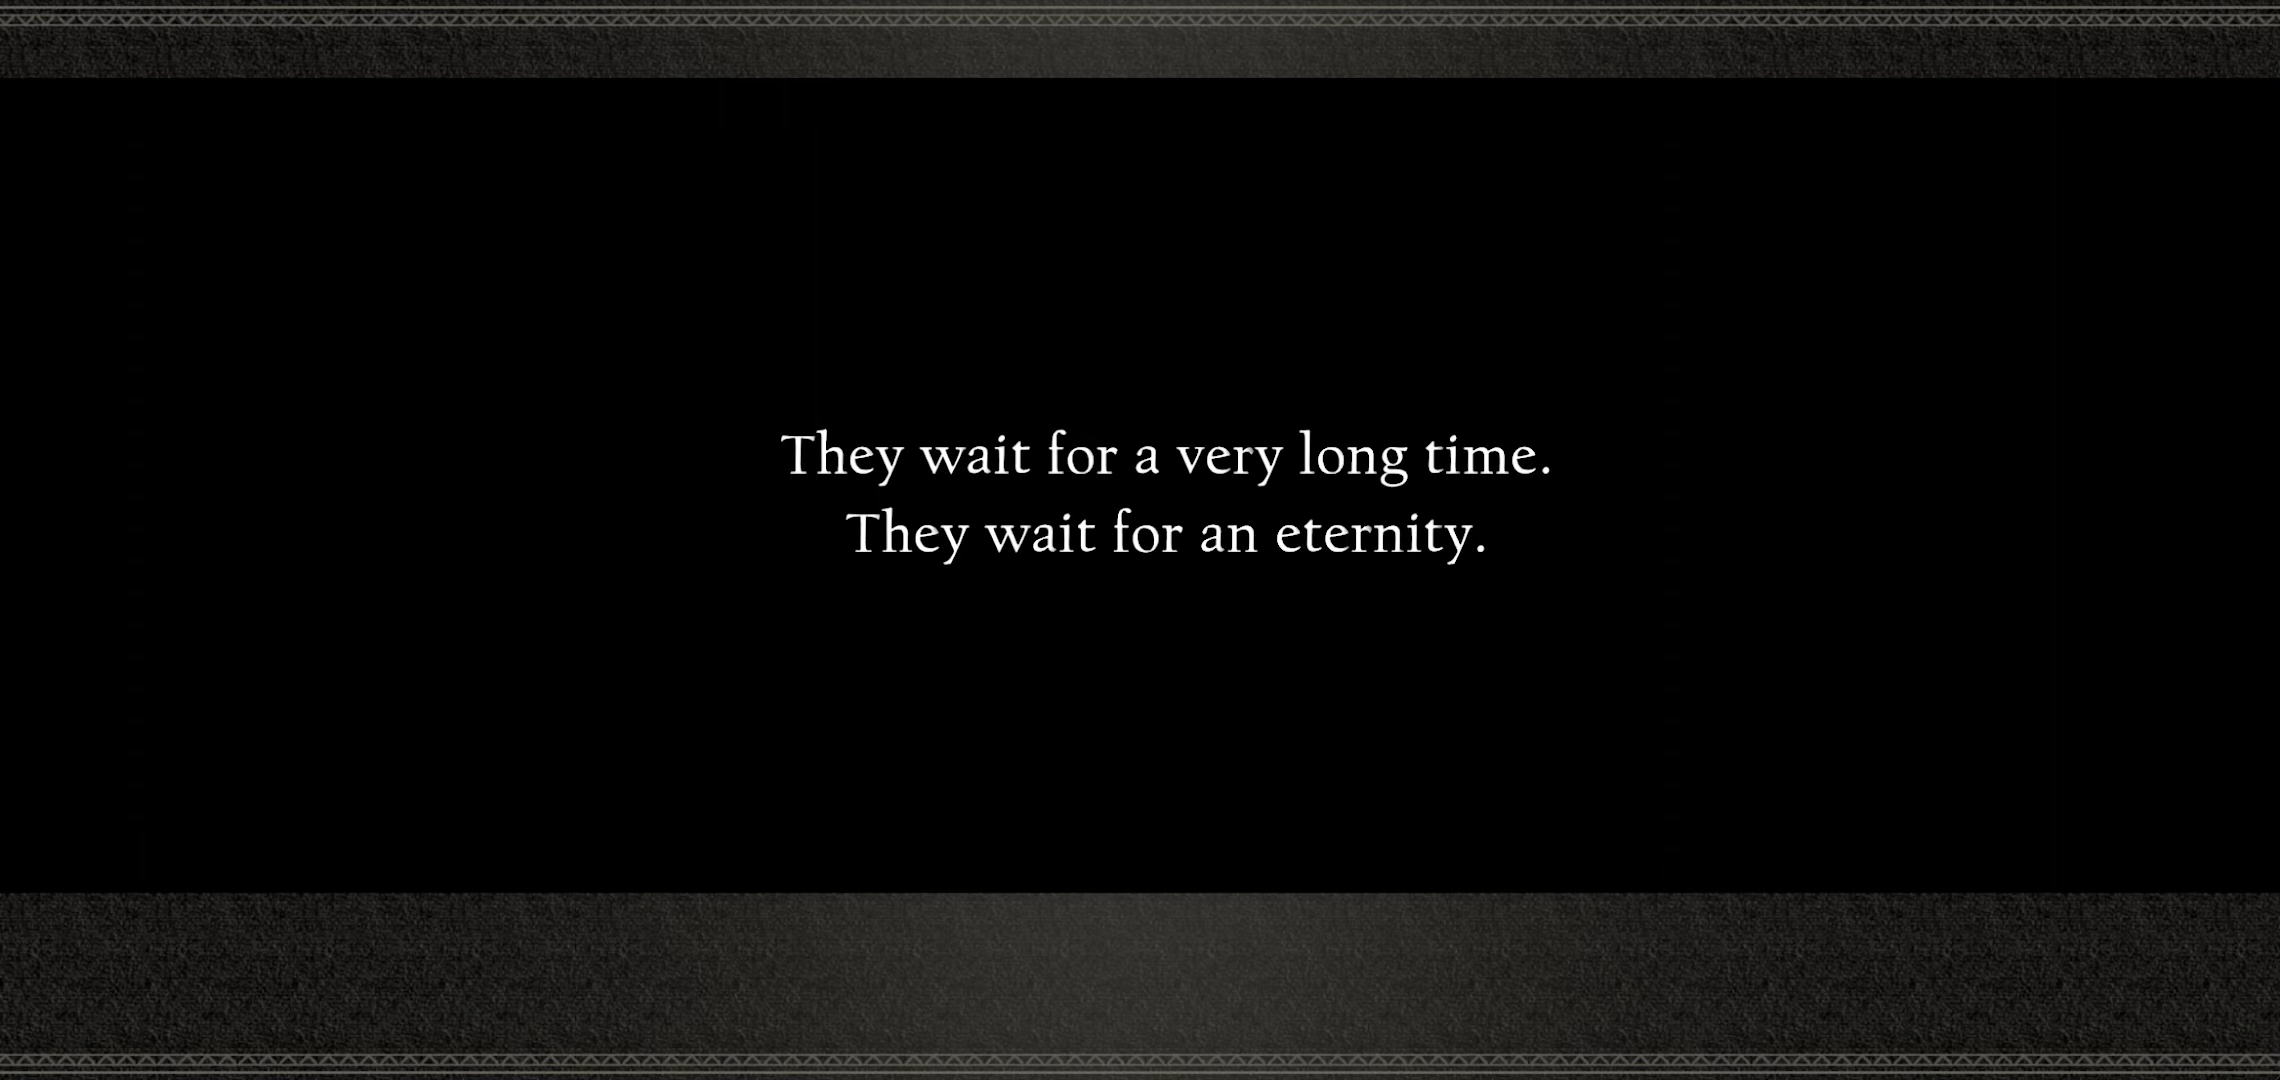 They wait for a very long time.
They wait for an eternity.